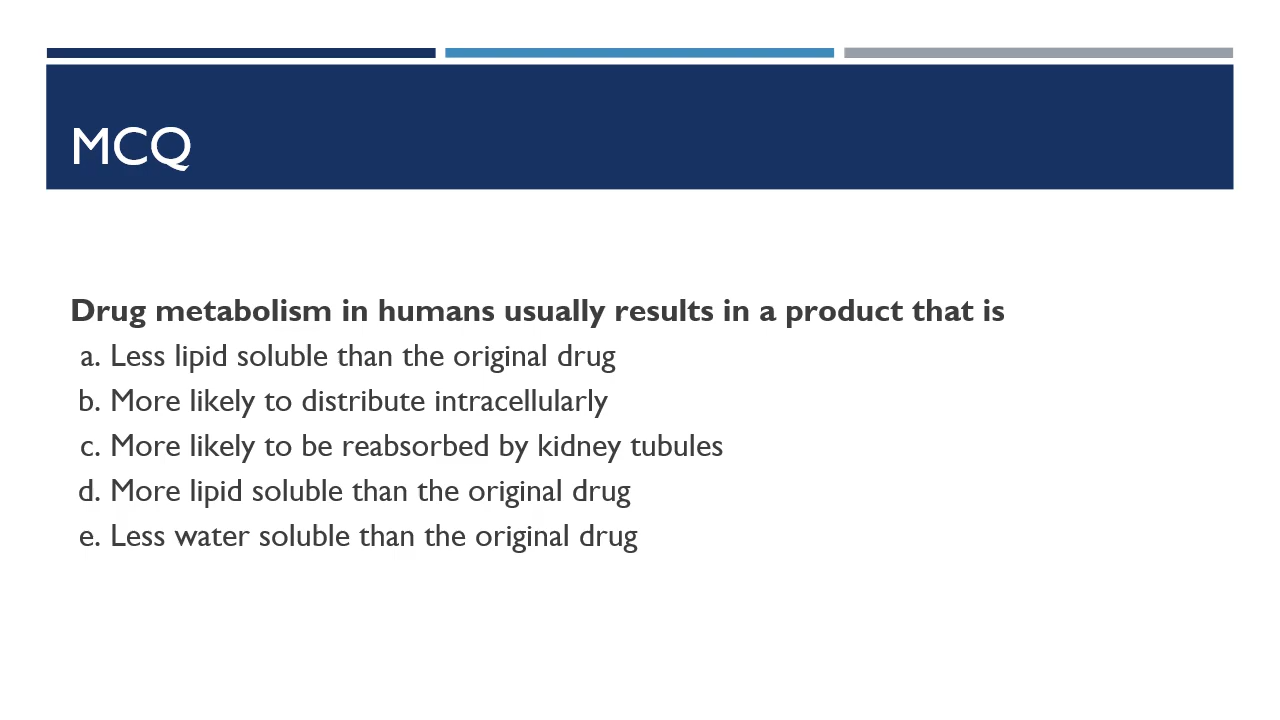 MCQ
Drug metabolism in humans usually results in a product that is
a. Less lipid soluble than the original drug
b. More likely to distribute intracellularly
c. More likely to be reabsorbed by kidney tubules
d. More lipid soluble than the original drug
e. Less water soluble than the original drug